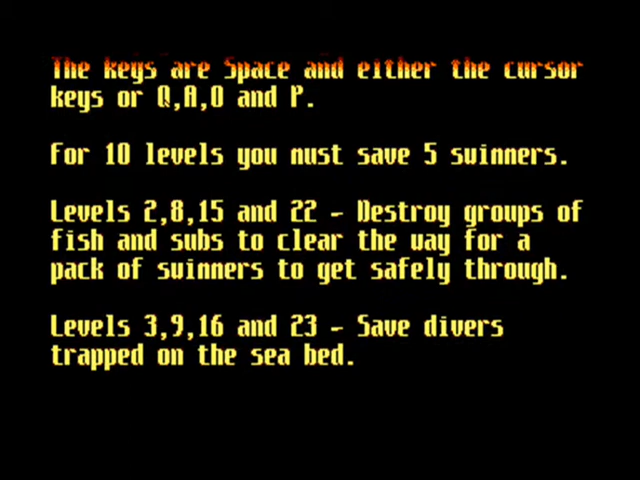 The keys are Space and either the cursor
keys or Q,A,O and P.
For 10 levels you must save 5 swimmers.
Levels 2,8,15 and 22 - Destroy groups of
fish and subs to clear the way for a
pack of swimmers to get safely through.
Levels 3,9,16 and 23 - Save divers
trapped on the sea bed.